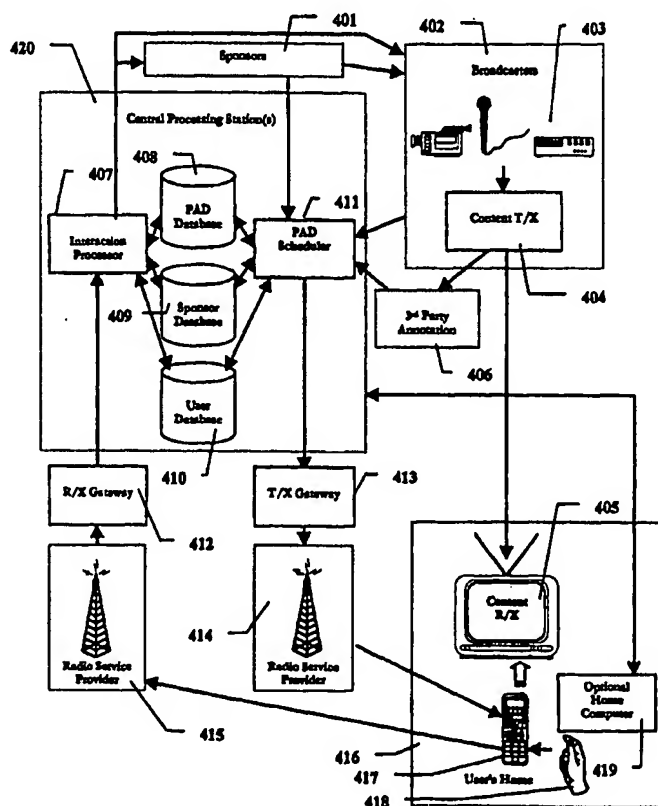 401
Sponsors
420
402
Broadcasters
403
Central Processing Station(s)
407
408
PAD
Database
411
Interaction
Processor
PAD
Scheduler
Content T/X
404
409
Sponsor
Database
3rd Party
Annotation
406
User
Database
410
R/X Gateway
412
T/X Gateway
413
405
Content
R/X
414
Radio Service
Provider
415
Radio Service
Provider
Optional
Home
Computer
416
417
User's Home
418
419